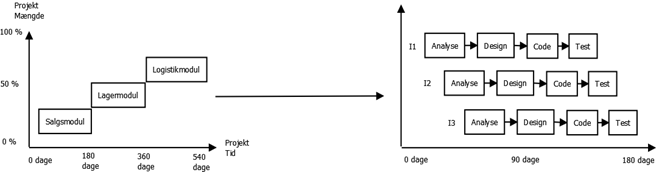 Projekt
Mængde
100 %
50 %
0 %
Logistikmodul
Lagermodul
Salgsmodul
0 dage
180
dage
360
dage
540
dage
Projekt
Tid
I1
Analyse
Design
Code
Test
I2
Analyse
Design
Code
Test
I3
Analyse
Design
Code
Test
0 dage
90 dage
180 dage